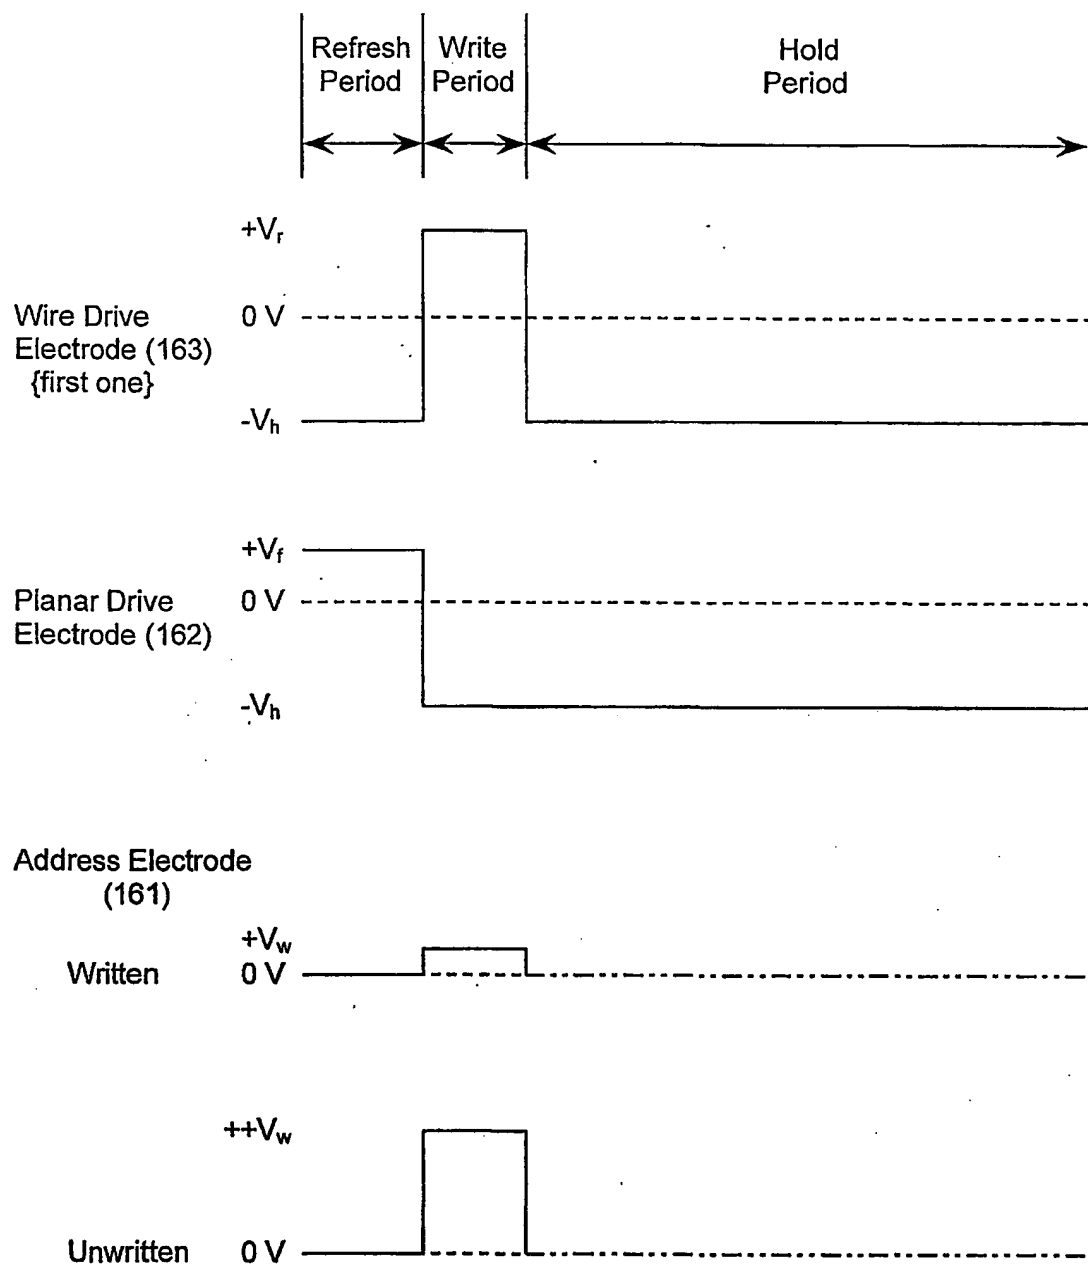 Refresh Period
Write Period
Hold Period
+Vr
Wire Drive
0 V
Electrode (163)
{first one}
-Vh
+Vf
Planar Drive
0 V
Electrode (162)
-Vh
Address Electrode
(161)
+Vw
Written 0 V
++Vw
Unwritten 0 V